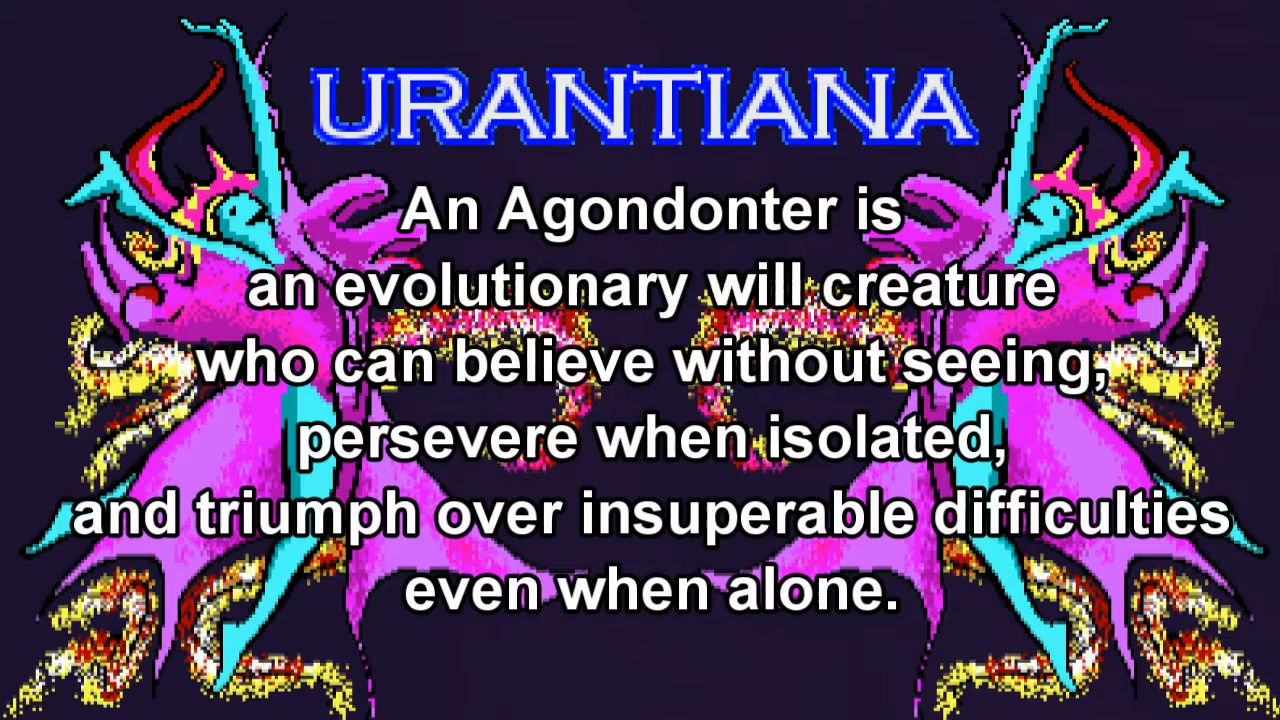 URANTIANA
An Agondonter is
an evolutionary will creature
who can believe without seeing,
persevere when isolated,
and triumph over insuperable difficulties
even when alone.